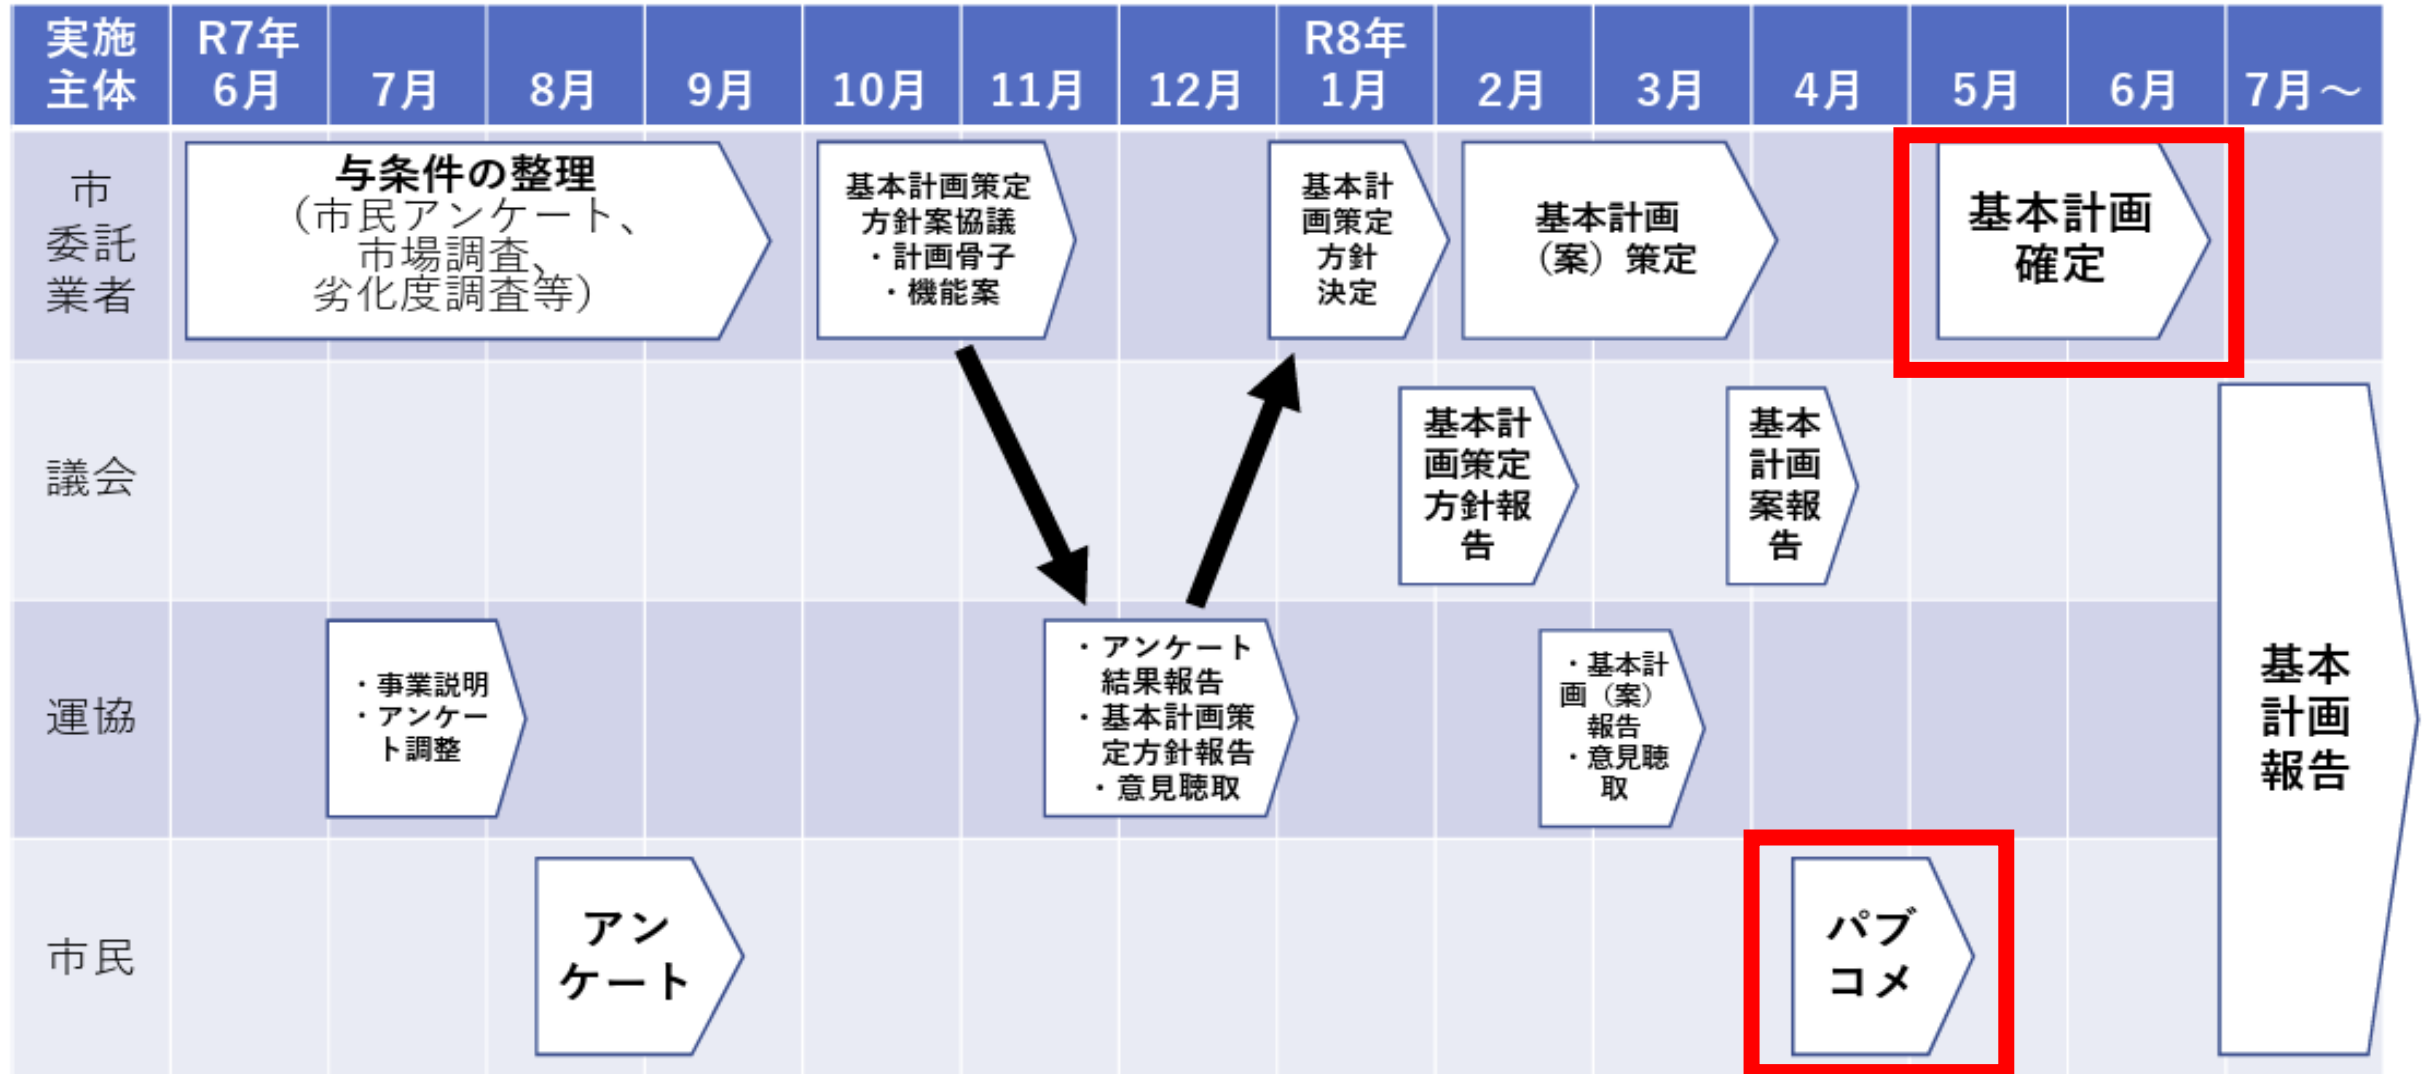 実施
主体
R7年
6月
7月
8月
9月
10月
11月
12月
R8年
1月
2月
3月
4月
5月
6月
7月～
市
委託
業者
与条件の整理
（市民アンケート、
市場調査、
劣化度調査等）
基本計画策定
方針案協議
・計画骨子
・機能案
基本計
画策定
方針
決定
基本計画
（案）策定
基本計画
確定
議会
基本計
画策定
方針報
告
基本
計画
案報
告
運協
・事業説明
・アンケー
ト調整
・アンケート
結果報告
・基本計画策
定方針報告
・意見聴取
・基本計
画（案）
報告
・意見聴
取
基本
計画
報告
市民
アン
ケート
パブ
コメ